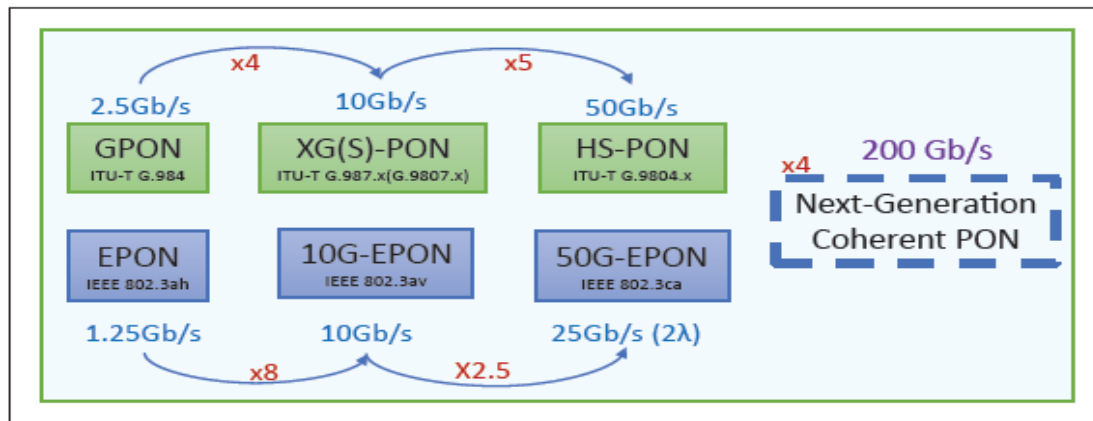 x4
x5
2.5Gb/s
10Gb/s
50Gb/s
GPON
ITU-T G.984
XG(S)-PON
ITU-T G.987.x(G.9807.x)
HS-PON
ITU-T G.9804.x
200 Gb/s
x4
Next-Generation
Coherent PON
EPON
IEEE 802.3ah
10G-EPON
IEEE 802.3av
50G-EPON
IEEE 802.3ca
1.25Gb/s
10Gb/s
25Gb/s (2λ)
x8
X2.5